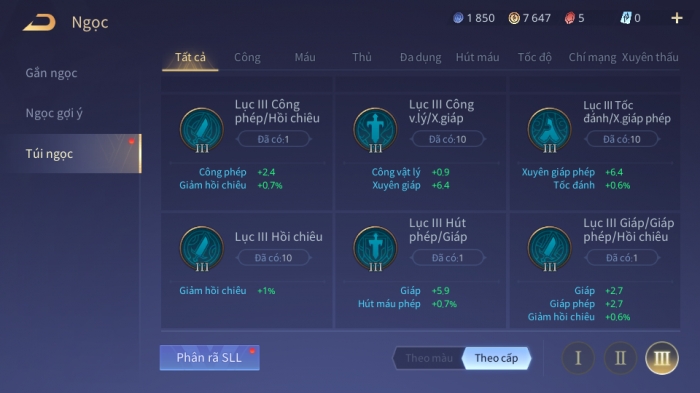 Ngọc
1 850
7 647
5
0
+
Tất cả
Công
Máu
Thủ
Đa dụng
Hút máu
Tốc độ
Chí mạng
Xuyên thấu
Gắn ngọc
Ngọc gợi ý
Túi ngọc
Lục III Công
phép/Hồi chiêu
Đã có:1
III
Công phép +2.4
Giảm hồi chiêu +0.7%
Lục III Công
v.lý/X.giáp
Đã có:10
III
Công vật lý +0.9
Xuyên giáp +6.4
Lục III Tốc
đánh/X.giáp phép
Đã có:10
III
Xuyên giáp phép +6.4
Tốc đánh +0.6%
Lục III Hồi chiêu
Đã có:10
III
Giảm hồi chiêu +1%
Lục III Hút
phép/Giáp
Đã có:1
III
Giáp +5.9
Hút máu phép +0.7%
Lục III Giáp/Giáp
phép/Hồi chiêu
Đã có:1
III
Giáp +2.7
Giáp phép +2.7
Giảm hồi chiêu +0.6%
Phân rã SLL
Theo màu
Theo cấp
I
II
III